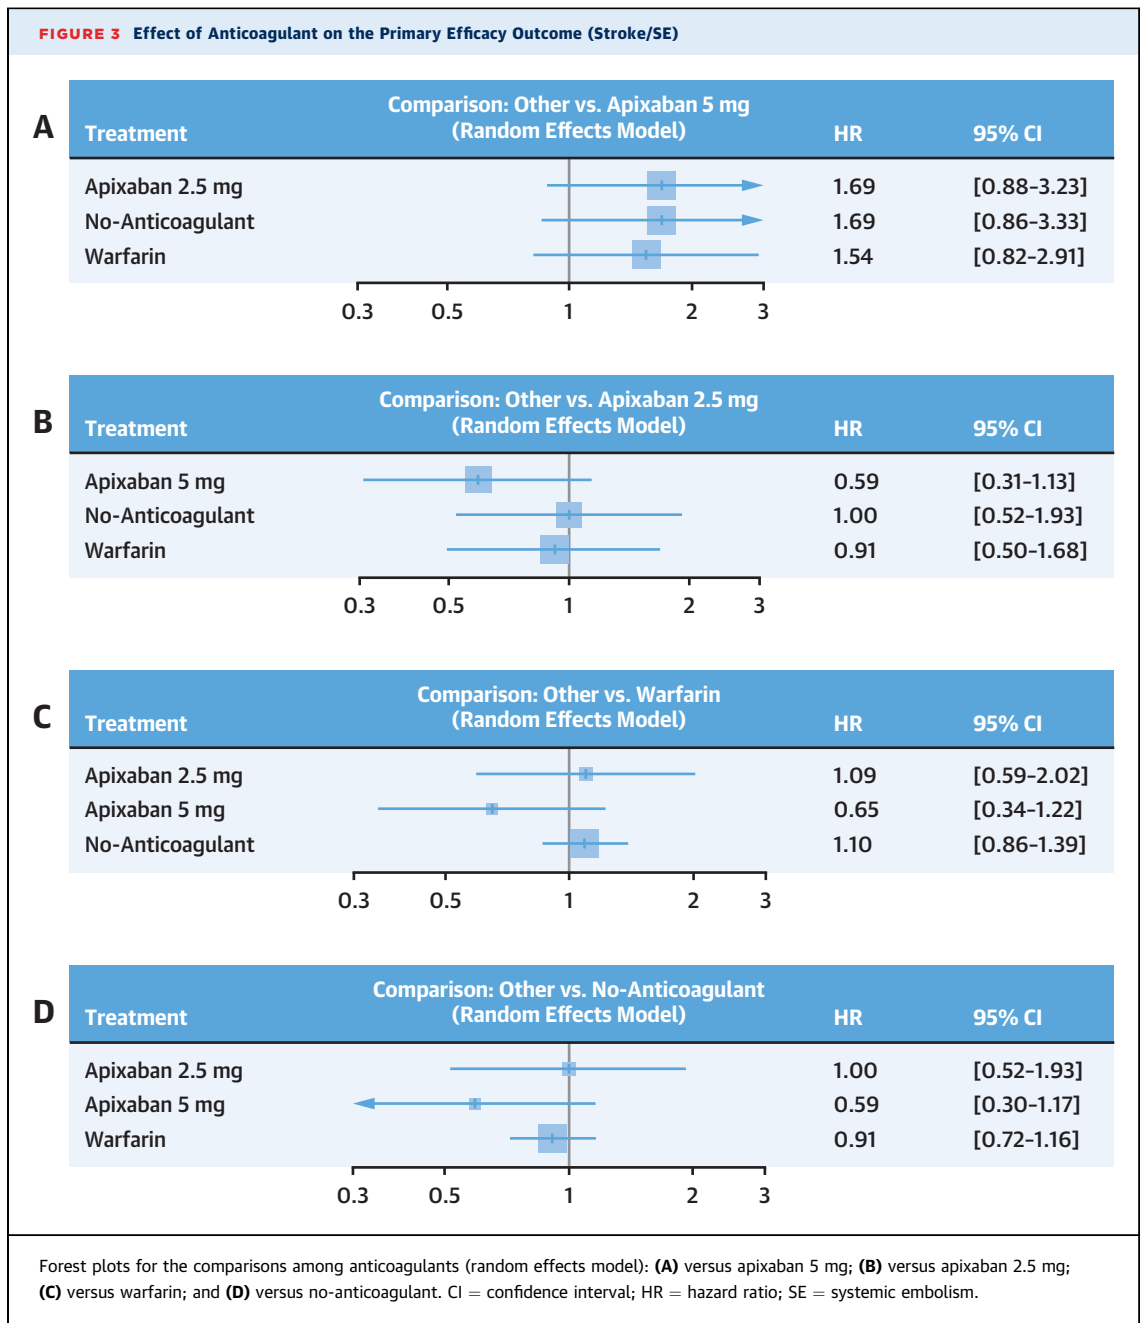 FIGURE 3 Effect of Anticoagulant on the Primary Efficacy Outcome (Stroke/SE)
A
Comparison: Other vs. Apixaban 5 mg
Treatment (Random Effects Model) HR 95% CI
Apixaban 2.5 mg 1.69 [0.88–3.23]
No-Anticoagulant 1.69 [0.86–3.33]
Warfarin 1.54 [0.82–2.91]
0.3 0.5 1 2 3
B
Comparison: Other vs. Apixaban 2.5 mg
Treatment (Random Effects Model) HR 95% CI
Apixaban 5 mg 0.59 [0.31–1.13]
No-Anticoagulant 1.00 [0.52–1.93]
Warfarin 0.91 [0.50–1.68]
0.3 0.5 1 2 3
C
Comparison: Other vs. Warfarin
Treatment (Random Effects Model) HR 95% CI
Apixaban 2.5 mg 1.09 [0.59–2.02]
Apixaban 5 mg 0.65 [0.34–1.22]
No-Anticoagulant 1.10 [0.86–1.39]
0.3 0.5 1 2 3
D
Comparison: Other vs. No-Anticoagulant
Treatment (Random Effects Model) HR 95% CI
Apixaban 2.5 mg 1.00 [0.52–1.93]
Apixaban 5 mg 0.59 [0.30–1.17]
Warfarin 0.91 [0.72–1.16]
0.3 0.5 1 2 3
Forest plots for the comparisons among anticoagulants (random effects model): (A) versus apixaban 5 mg; (B) versus apixaban 2.5 mg;
(C) versus warfarin; and (D) versus no-anticoagulant. CI = confidence interval; HR = hazard ratio; SE = systemic embolism.